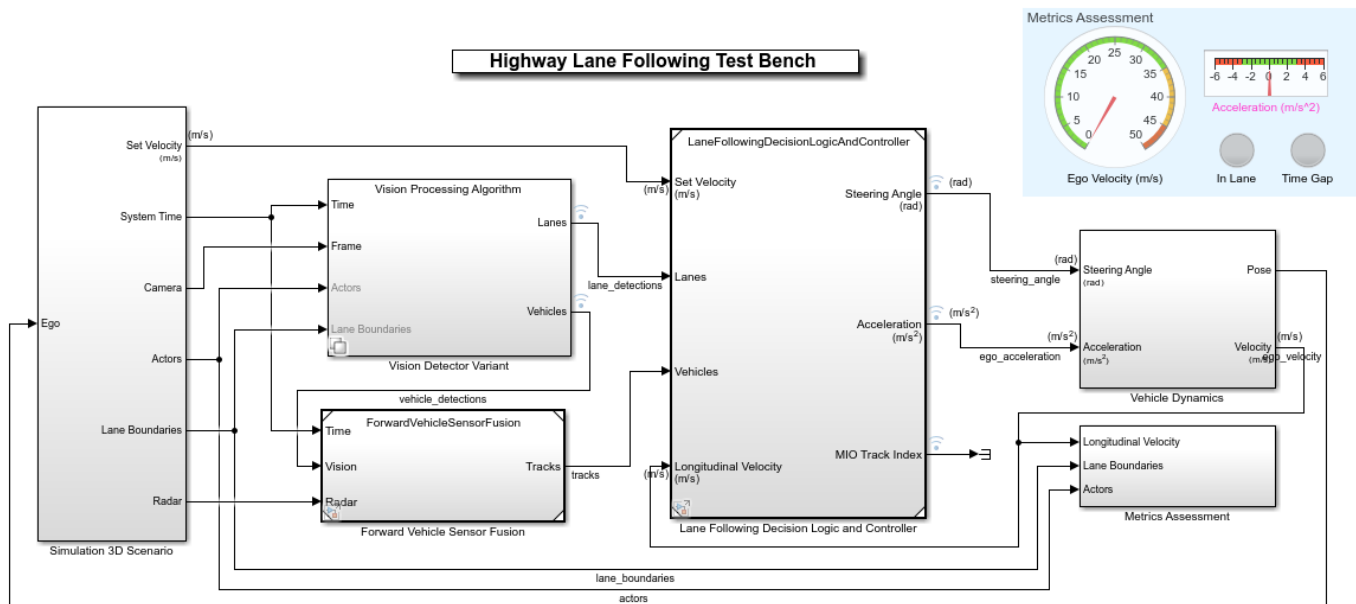 Highway Lane Following Test Bench
Metrics Assessment
0
5
10
15
20
25
30
35
40
45
50
Ego Velocity (m/s)
-6 -4 -2 0 2 4 6
Acceleration (m/s^2)
In Lane
Time Gap
Ego
Set Velocity
(m/s)
System Time
Camera
Actors
Lane Boundaries
Radar
Simulation 3D Scenario
(m/s)
Vision Processing Algorithm
Time
Frame
Actors
Lane Boundaries
Lanes
Vehicles
Vision Detector Variant
lane_detections
vehicle_detections
ForwardVehicleSensorFusion
Time
Vision
Radar
Tracks
Forward Vehicle Sensor Fusion
tracks
LaneFollowingDecisionLogicAndController
(m/s)
Set Velocity
(m/s)
Lanes
Vehicles
(m/s)
Longitudinal Velocity
(m/s)
Steering Angle
(rad)
Acceleration
(m/s²)
MIO Track Index
Lane Following Decision Logic and Controller
(rad)
steering_angle
(m/s²)
ego_acceleration
(rad)
Steering Angle
(rad)
(m/s²)
Acceleration
(m/s²)
Pose
Velocity
(m/s)
(m/s)
ego_velocity
Vehicle Dynamics
Longitudinal Velocity
Lane Boundaries
Actors
Metrics Assessment
lane_boundaries
actors